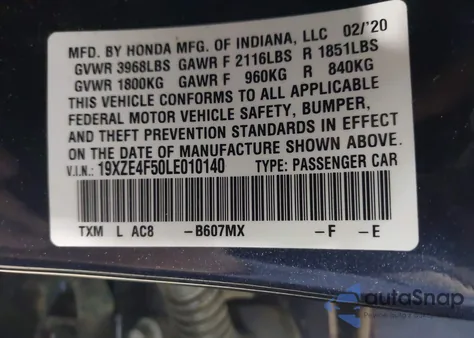 MFD. BY HONDA MFG. OF INDIANA, LLC 02/'20
GVWR 3968LBS GAWR F 2116LBS R 1851LBS
GVWR 1800KG GAWR F 960KG R 840KG
THIS VEHICLE CONFORMS TO ALL APPLICABLE
FEDERAL MOTOR VEHICLE SAFETY, BUMPER,
AND THEFT PREVENTION STANDARDS IN EFFECT
ON THE DATE OF MANUFACTURE SHOWN ABOVE.
V.I.N.: 19XZE4F50LE010140 TYPE: PASSENGER CAR
TXM L AC8 -B607MX -F -E
autoSnap